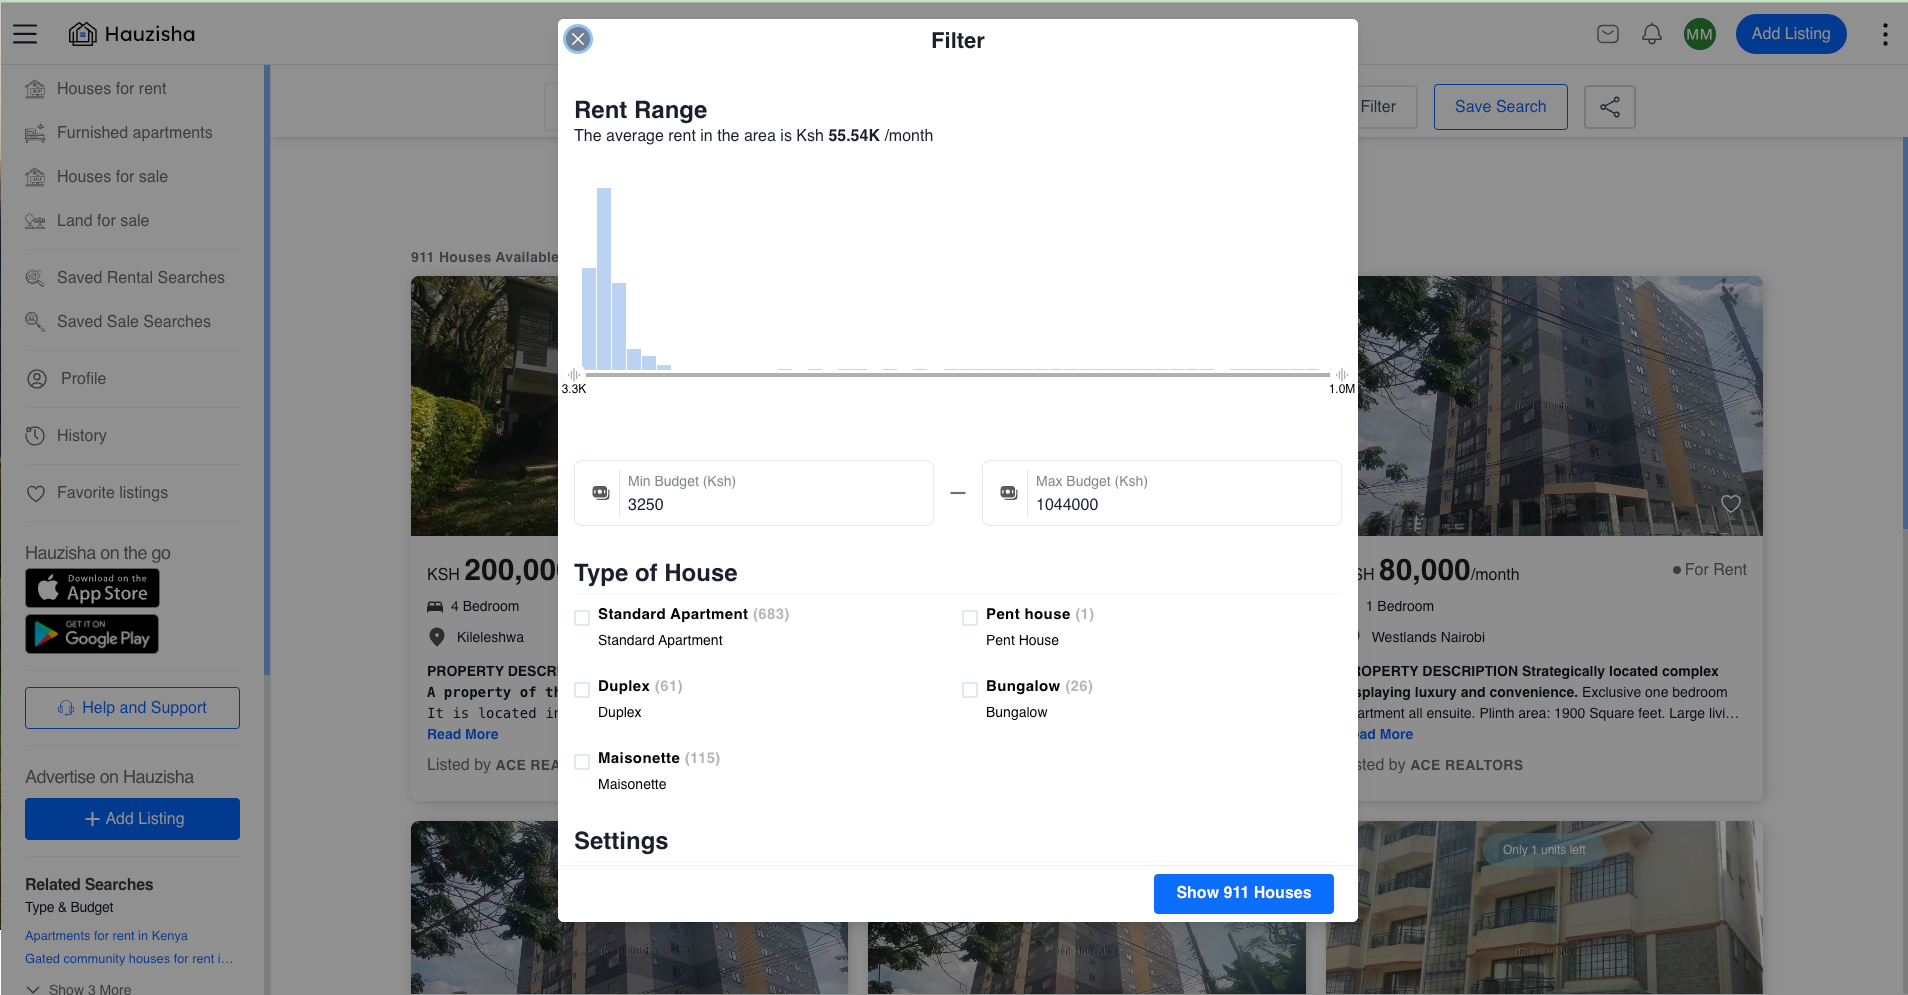 Hauzisha
MM
Add Listing
Houses for rent
Furnished apartments
Houses for sale
Land for sale
Saved Rental Searches
Saved Sale Searches
Profile
History
Favorite listings
Hauzisha on the go
Download on the
App Store
GET IT ON
Google Play
Help and Support
Advertise on Hauzisha
Add Listing
Related Searches
Type & Budget
Apartments for rent in Kenya
Gated community houses for rent i...
Show 3 More
Filter
Save Search
911 Houses Available
KSH 200,00
4 Bedroom
Kileleshwa
PROPERTY DESCR
A property of th
It is located in
Read More
Listed by ACE REA
Filter
Rent Range
The average rent in the area is Ksh 55.54K /month
3.3K
1.0M
Min Budget (Ksh)
3250
—
Max Budget (Ksh)
1044000
Type of House
Standard Apartment (683)
Standard Apartment
Pent house (1)
Pent House
Duplex (61)
Duplex
Bungalow (26)
Bungalow
Maisonette (115)
Maisonette
Settings
Show 911 Houses
Hauzisha
SH 80,000/month
For Rent
1 Bedroom
Westlands Nairobi
OPERTY DESCRIPTION Strategically located complex
splaying luxury and convenience. Exclusive one bedroom
artment all ensuite. Plinth area: 1900 Square feet. Large livi...
ad More
sted by ACE REALTORS
Only 1 units left
Hauzisha